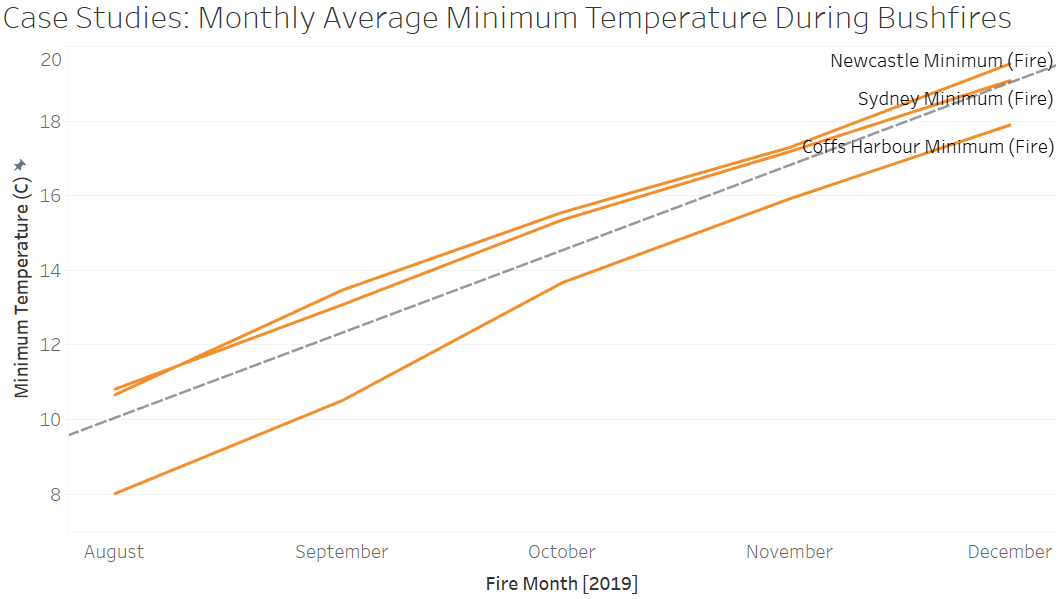 Case Studies: Monthly Average Minimum Temperature During Bushfires
20
Newcastle Minimum (Fire)
Sydney Minimum (Fire)
18
Coffs Harbour Minimum (Fire)
16
Minimum Temperature (C)
14
12
10
8
August September October November December
Fire Month [2019]